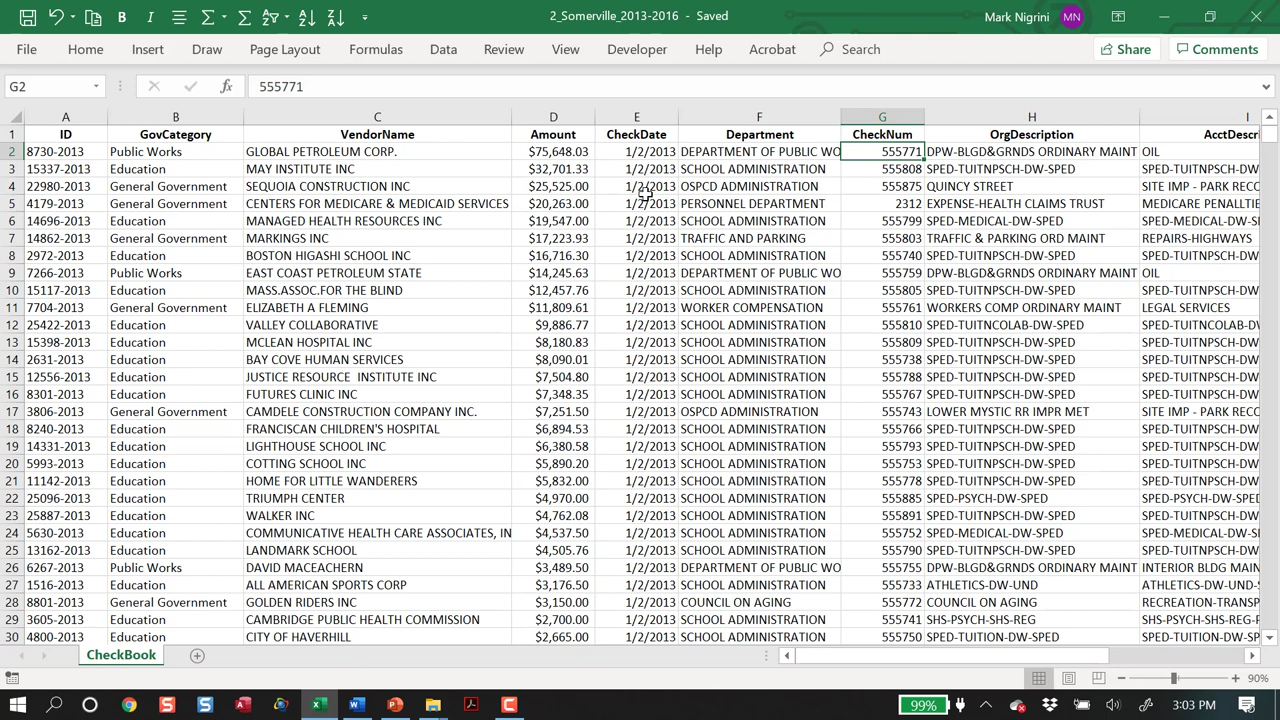 2_Somerville_2013-2016 - Saved
Mark Nigrini MN
File Home Insert Draw Page Layout Formulas Data Review View Developer Help Acrobat Search Share Comments
G2 fx 555771
A B C D E F G H I
1 ID GovCategory VendorName Amount CheckDate Department CheckNum OrgDescription AcctDescri
2 8730-2013 Public Works GLOBAL PETROLEUM CORP. $75,648.03 1/2/2013 DEPARTMENT OF PUBLIC WO 555771 DPW-BLGD&GRNDS ORDINARY MAINT OIL
3 15337-2013 Education MAY INSTITUTE INC $32,701.33 1/2/2013 SCHOOL ADMINISTRATION 555808 SPED-TUITNPSCH-DW-SPED SPED-TUITNPSCH-DW-S
4 22980-2013 General Government SEQUOIA CONSTRUCTION INC $25,525.00 1/2/2013 OSPCD ADMINISTRATION 555875 QUINCY STREET SITE IMP - PARK RECO
5 4179-2013 General Government CENTERS FOR MEDICARE & MEDICAID SERVICES $20,263.00 1/2/2013 PERSONNEL DEPARTMENT 2312 EXPENSE-HEALTH CLAIMS TRUST MEDICARE PENALLTIE
6 14696-2013 Education MANAGED HEALTH RESOURCES INC $19,547.00 1/2/2013 SCHOOL ADMINISTRATION 555799 SPED-MEDICAL-DW-SPED SPED-MEDICAL-DW-SP
7 14862-2013 General Government MARKINGS INC $17,223.93 1/2/2013 TRAFFIC AND PARKING 555803 TRAFFIC & PARKING ORD MAINT REPAIRS-HIGHWAYS
8 2972-2013 Education BOSTON HIGASHI SCHOOL INC $16,716.30 1/2/2013 SCHOOL ADMINISTRATION 555740 SPED-TUITNPSCH-DW-SPED SPED-TUITNPSCH-DW-S
9 7266-2013 Public Works EAST COAST PETROLEUM STATE $14,245.63 1/2/2013 DEPARTMENT OF PUBLIC WO 555759 DPW-BLGD&GRNDS ORDINARY MAINT OIL
10 15117-2013 Education MASS.ASSOC.FOR THE BLIND $12,457.76 1/2/2013 SCHOOL ADMINISTRATION 555805 SPED-TUITNPSCH-DW-SPED SPED-TUITNPSCH-DW-S
11 7704-2013 General Government ELIZABETH A FLEMING $11,809.61 1/2/2013 WORKER COMPENSATION 555761 WORKERS COMP ORDINARY MAINT LEGAL SERVICES
12 25422-2013 Education VALLEY COLLABORATIVE $9,886.77 1/2/2013 SCHOOL ADMINISTRATION 555810 SPED-TUITNCOLAB-DW-SPED SPED-TUITNCOLAB-DW
13 15398-2013 Education MCLEAN HOSPITAL INC $8,180.83 1/2/2013 SCHOOL ADMINISTRATION 555809 SPED-TUITNPSCH-DW-SPED SPED-TUITNPSCH-DW-S
14 2631-2013 Education BAY COVE HUMAN SERVICES $8,090.01 1/2/2013 SCHOOL ADMINISTRATION 555738 SPED-TUITNPSCH-DW-SPED SPED-TUITNPSCH-DW-S
15 12556-2013 Education JUSTICE RESOURCE  INSTITUTE INC $7,504.80 1/2/2013 SCHOOL ADMINISTRATION 555788 SPED-TUITNPSCH-DW-SPED SPED-TUITNPSCH-DW-S
16 8301-2013 Education FUTURES CLINIC INC $7,348.35 1/2/2013 SCHOOL ADMINISTRATION 555767 SPED-TUITNPSCH-DW-SPED SPED-TUITNPSCH-DW-S
17 3806-2013 General Government CAMDELE CONSTRUCTION COMPANY INC. $7,251.50 1/2/2013 OSPCD ADMINISTRATION 555743 LOWER MYSTIC RR IMPR MET SITE IMP - PARK RECO
18 8240-2013 Education FRANCISCAN CHILDREN'S HOSPITAL $6,894.53 1/2/2013 SCHOOL ADMINISTRATION 555766 SPED-TUITNPSCH-DW-SPED SPED-TUITNPSCH-DW-S
19 14331-2013 Education LIGHTHOUSE SCHOOL INC $6,380.58 1/2/2013 SCHOOL ADMINISTRATION 555793 SPED-TUITNPSCH-DW-SPED SPED-TUITNPSCH-DW-S
20 5993-2013 Education COTTING SCHOOL INC $5,890.20 1/2/2013 SCHOOL ADMINISTRATION 555753 SPED-TUITNPSCH-DW-SPED SPED-TUITNPSCH-DW-S
21 11142-2013 Education HOME FOR LITTLE WANDERERS $5,832.00 1/2/2013 SCHOOL ADMINISTRATION 555782 SPED-TUITNPSCH-DW-SPED SPED-TUITNPSCH-DW-S
22 25096-2013 Education TRIUMPH CENTER $4,970.00 1/2/2013 SCHOOL ADMINISTRATION 555885 SPED-PSYCH-DW-SPED SPED-PSYCH-DW-SPED
23 25887-2013 Education WALKER INC $4,762.08 1/2/2013 SCHOOL ADMINISTRATION 555891 SPED-TUITNPSCH-DW-SPED SPED-TUITNPSCH-DW-S
24 5630-2013 Education COMMUNICATIVE HEALTH CARE ASSOCIATES, IN $4,537.50 1/2/2013 SCHOOL ADMINISTRATION 555752 SPED-MEDICAL-DW-SPED SPED-MEDICAL-DW-SP
25 13162-2013 Education LANDMARK SCHOOL $4,505.76 1/2/2013 SCHOOL ADMINISTRATION 555790 SPED-TUITNPSCH-DW-SPED SPED-TUITNPSCH-DW-S
26 6267-2013 Public Works DAVID MACEACHERN $3,489.50 1/2/2013 DEPARTMENT OF PUBLIC WO 555755 DPW-BLGD&GRNDS ORDINARY MAINT INTERIOR BLDG MAIN
27 1516-2013 Education ALL AMERICAN SPORTS CORP $3,176.50 1/2/2013 SCHOOL ADMINISTRATION 555733 ATHLETICS-DW-UND ATHLETICS-DW-UND-
28 8801-2013 General Government GOLDEN RIDERS INC $3,150.00 1/2/2013 COUNCIL ON AGING 555772 COUNCIL ON AGING RECREATION-TRANSP
29 3605-2013 Education CAMBRIDGE PUBLIC HEALTH COMMISSION $2,700.00 1/2/2013 SCHOOL ADMINISTRATION 555741 SHS-PSYCH-SHS-REG SHS-PSYCH-SHS-REG-P
30 4800-2013 Education CITY OF HAVERHILL $2,665.00 1/2/2013 SCHOOL ADMINISTRATION 555750 SPED-TUITION-DW-SPED SPED-TUITION-DW-SP
CheckBook
90%
99% 3:03 PM